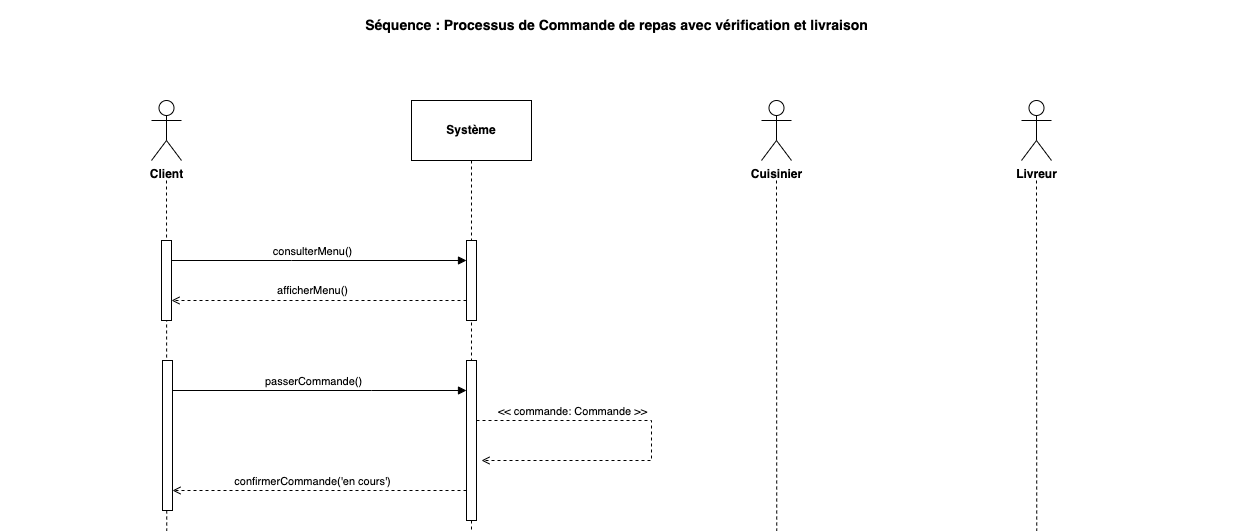 Séquence : Processus de Commande de repas avec vérification et livraison
Système
Client
Cuisinier
Livreur
consulterMenu()
afficherMenu()
passerCommande()
<< commande: Commande >>
confirmerCommande('en cours')